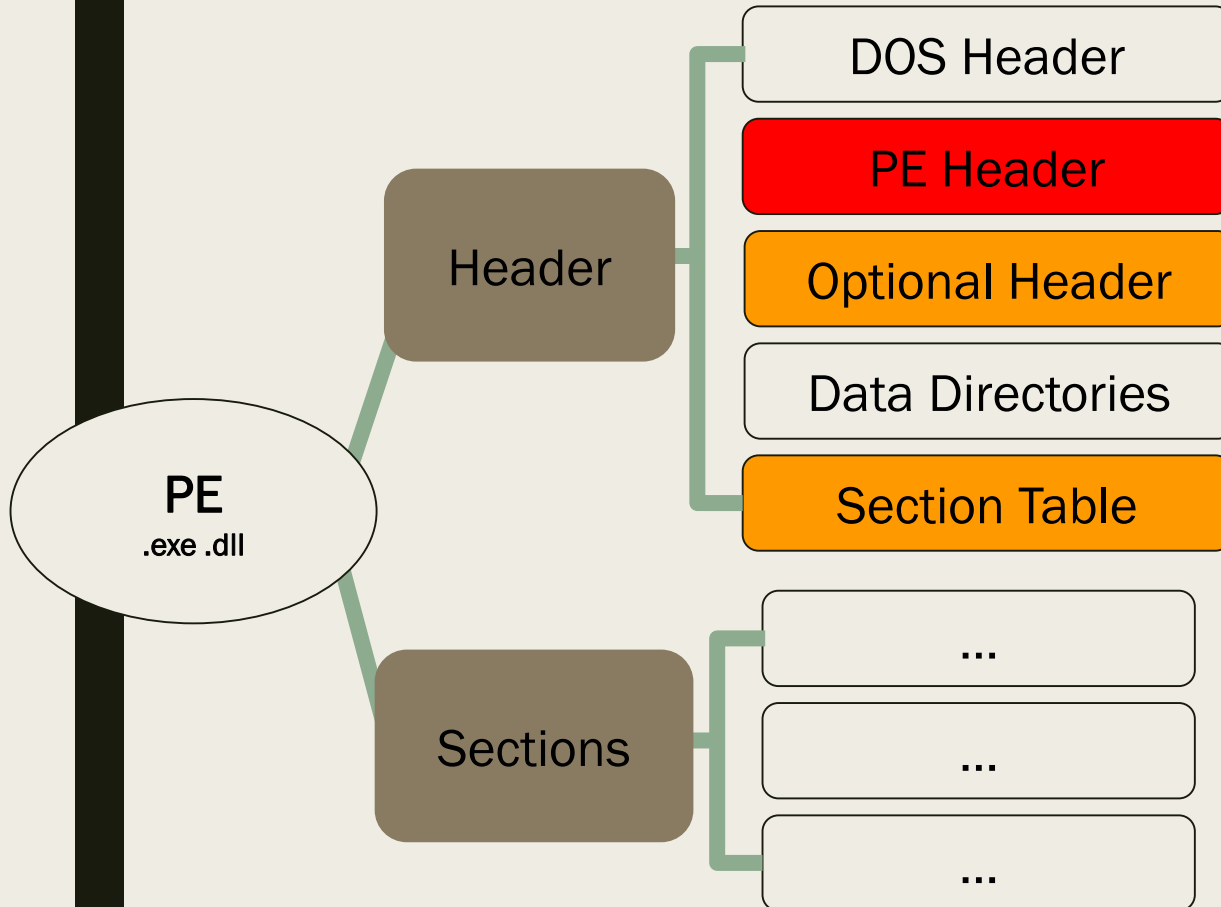 DOS Header
PE Header
Optional Header
Data Directories
Section Table
Header
PE
.exe .dll
Sections
...
...
...